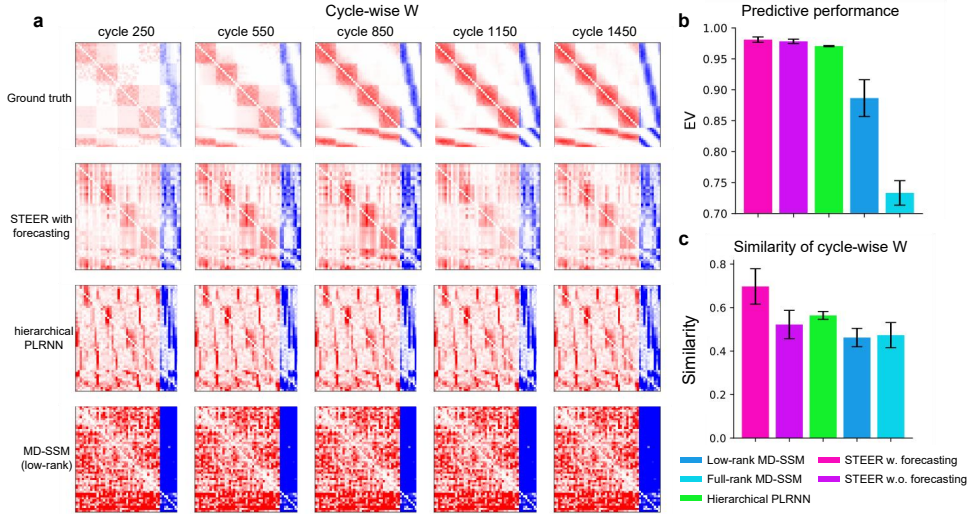 a
Cycle-wise W
cycle 250
cycle 550
cycle 850
cycle 1150
cycle 1450
Ground truth
STEER with
forecasting
hierarchical
PLRNN
MD-SSM
(low-rank)
b
Predictive performance
EV
1.00
0.95
0.90
0.85
0.80
0.75
0.70
c
Similarity of cycle-wise W
Similarity
0.8
0.6
0.4
0.2
0.0
Low-rank MD-SSM
STEER w. forecasting
Full-rank MD-SSM
STEER w.o. forecasting
Hierarchical PLRNN